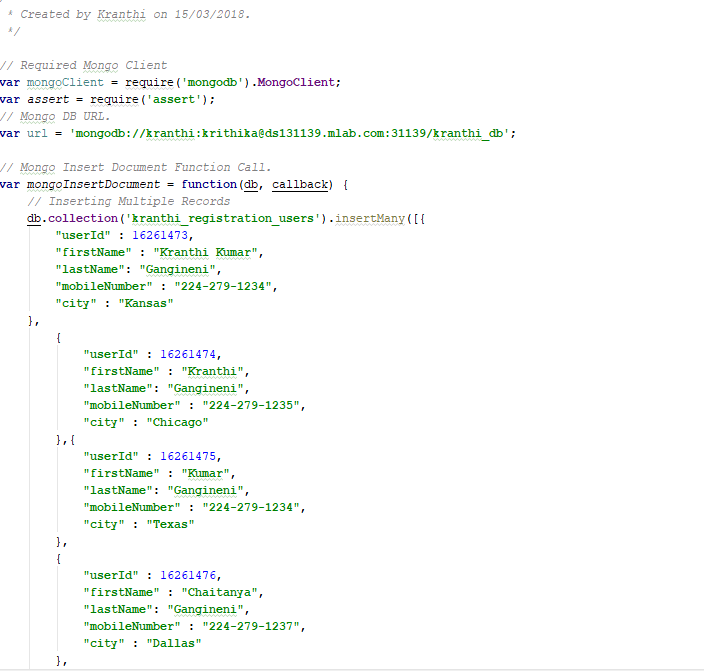 * Created by Kranthi on 15/03/2018.
*/
// Required Mongo Client
var mongoClient = require('mongodb').MongoClient;
var assert = require('assert');
// Mongo DB URL.
var url = 'mongodb://kranthi:krithika@ds131139.mlab.com:31139/kranthi_db';
// Mongo Insert Document Function Call.
var mongoInsertDocument = function(db, callback) {
// Inserting Multiple Records
db.collection('kranthi_registration_users').insertMany([{
"userId" : 16261473,
"firstName" : "Kranthi Kumar",
"lastName": "Gangineni",
"mobileNumber" : "224-279-1234",
"city" : "Kansas"
},
{
"userId" : 16261474,
"firstName" : "Kranthi",
"lastName": "Gangineni",
"mobileNumber" : "224-279-1235",
"city" : "Chicago"
},{
"userId" : 16261475,
"firstName" : "Kumar",
"lastName": "Gangineni",
"mobileNumber" : "224-279-1234",
"city" : "Texas"
},
{
"userId" : 16261476,
"firstName" : "Chaitanya",
"lastName": "Gangineni",
"mobileNumber" : "224-279-1237",
"city" : "Dallas"
},